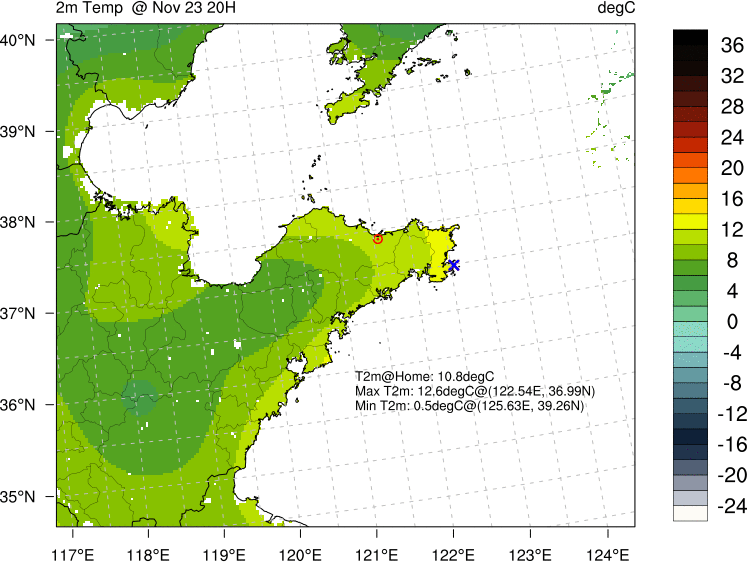 2m Temp @ Nov 23 20H
degC
40°N
39°N
38°N
37°N
36°N
35°N
117°E
118°E
119°E
120°E
121°E
122°E
123°E
124°E
T2m@Home: 10.8degC
Max T2m: 12.6degC@(122.54E, 36.99N)
Min T2m: 0.5degC@(125.63E, 39.26N)
36
32
28
24
20
16
12
8
4
0
-4
-8
-12
-16
-20
-24